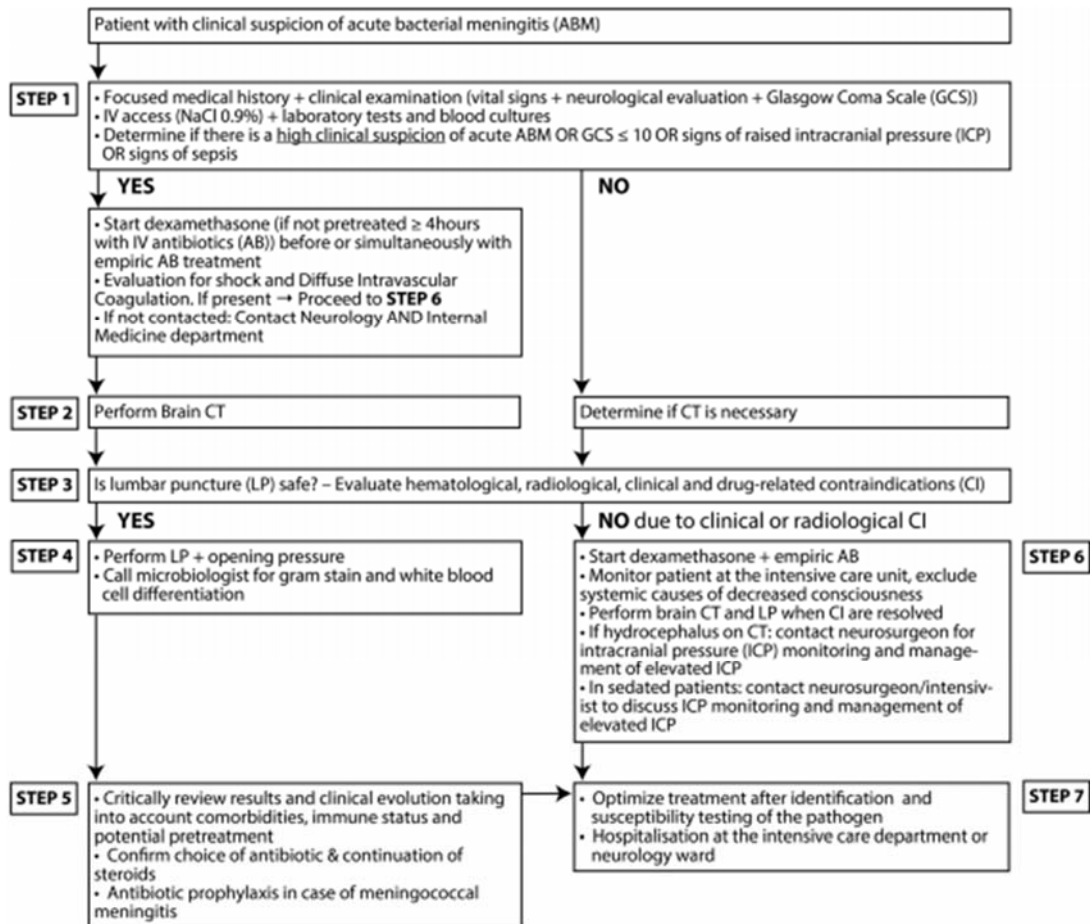 Patient with clinical suspicion of acute bacterial meningitis (ABM)
STEP 1
• Focused medical history + clinical examination (vital signs + neurological evaluation + Glasgow Coma Scale (GCS))
• IV access (NaCl 0.9%) + laboratory tests and blood cultures
• Determine if there is a high clinical suspicion of acute ABM OR GCS ≤ 10 OR signs of raised intracranial pressure (ICP)
OR signs of sepsis
YES
NO
• Start dexamethasone (if not pretreated ≥ 4hours
with IV antibiotics (AB)) before or simultaneously with
empiric AB treatment
• Evaluation for shock and Diffuse Intravascular
Coagulation. If present → Proceed to STEP 6
• If not contacted: Contact Neurology AND Internal
Medicine department
STEP 2
Perform Brain CT
Determine if CT is necessary
STEP 3
Is lumbar puncture (LP) safe? – Evaluate hematological, radiological, clinical and drug-related contraindications (CI)
YES
NO due to clinical or radiological CI
STEP 4
• Perform LP + opening pressure
• Call microbiologist for gram stain and white blood
cell differentiation
• Start dexamethasone + empiric AB
• Monitor patient at the intensive care unit, exclude
systemic causes of decreased consciousness
• Perform brain CT and LP when CI are resolved
• If hydrocephalus on CT: contact neurosurgeon for
intracranial pressure (ICP) monitoring and manage-
ment of elevated ICP
• In sedated patients: contact neurosurgeon/intensiv-
ist to discuss ICP monitoring and management of
elevated ICP
STEP 6
STEP 5
• Critically review results and clinical evolution taking
into account comorbidities, immune status and
potential pretreatment
• Confirm choice of antibiotic & continuation of
steroids
• Antibiotic prophylaxis in case of meningococcal
meningitis
• Optimize treatment after identification and
susceptibility testing of the pathogen
• Hospitalisation at the intensive care department or
neurology ward
STEP 7